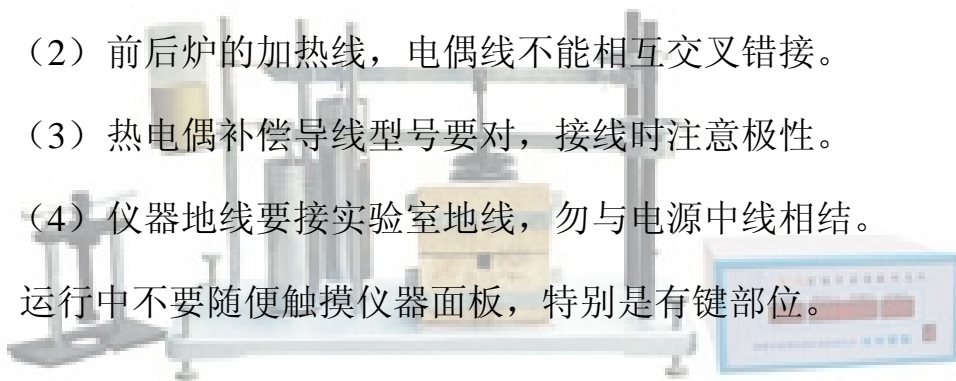 （2）前后炉的加热线，电偶线不能相互交叉错接。
（3）热电偶补偿导线型号要对，接线时注意极性。
（4）仪器地线要接实验室地线，勿与电源中线相结。
运行中不要随便触摸仪器面板，特别是有键部位。